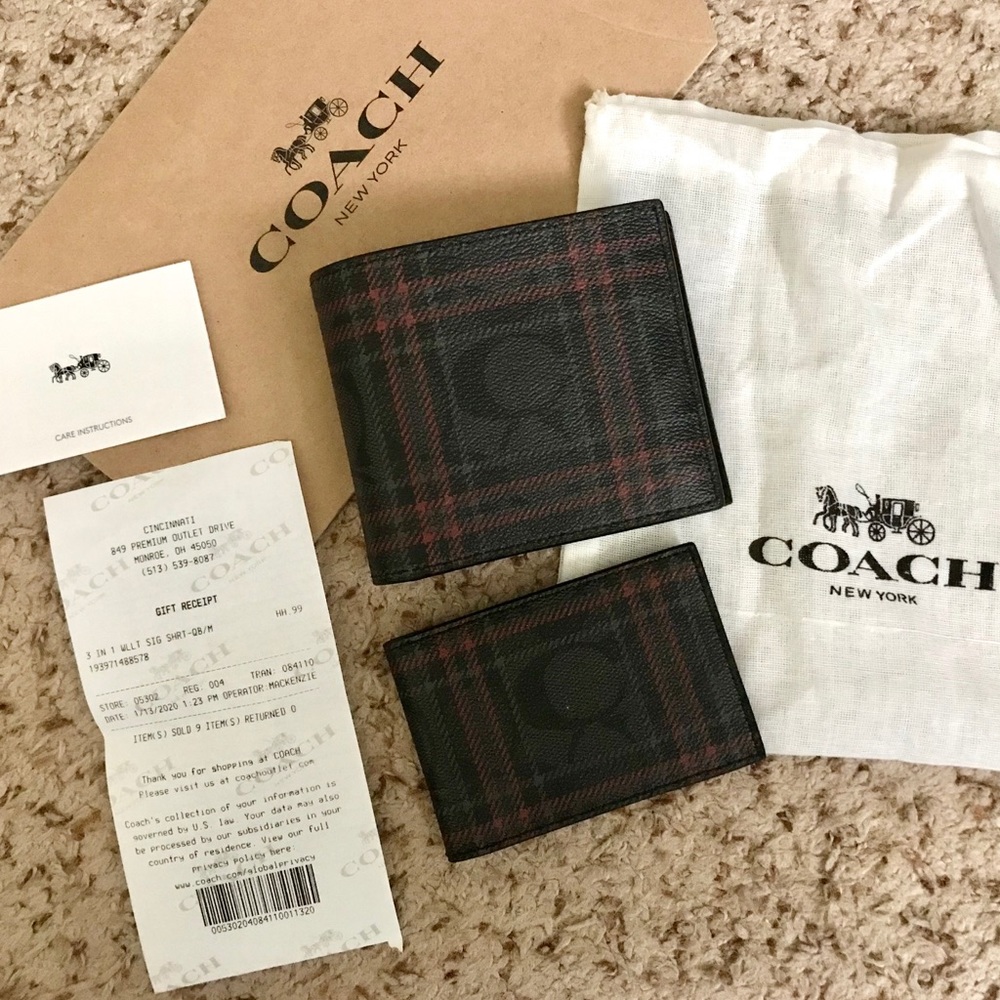 COACH
NEW YORK
CARE INSTRUCTIONS
COACH
NEW YORK
COACH
CINCINNATI
849 PREMIUM OUTLET DRIVE
MONROE, OH 45050
(513) 539-8087
GIFT RECEIPT
3 IN 1 WLLT SIG SHRT-QB/M HH.99
193971488578
STORE: 05302 REG: 004 TRAN: 084110
DATE: 1/13/2020 1:23 PM OPERATOR:MACKENZIE
ITEM(S) SOLD 9 ITEM(S) RETURNED 0
Thank you for shopping at COACH
Please visit us at coachoutlet.com
Coach's collection of your information is
governed by U.S. law. Your data may also
be processed by our subsidiaries in your
country of residence. View our full
privacy policy here:
www.coach.com/globalprivacy
00530204084110011320
COACH